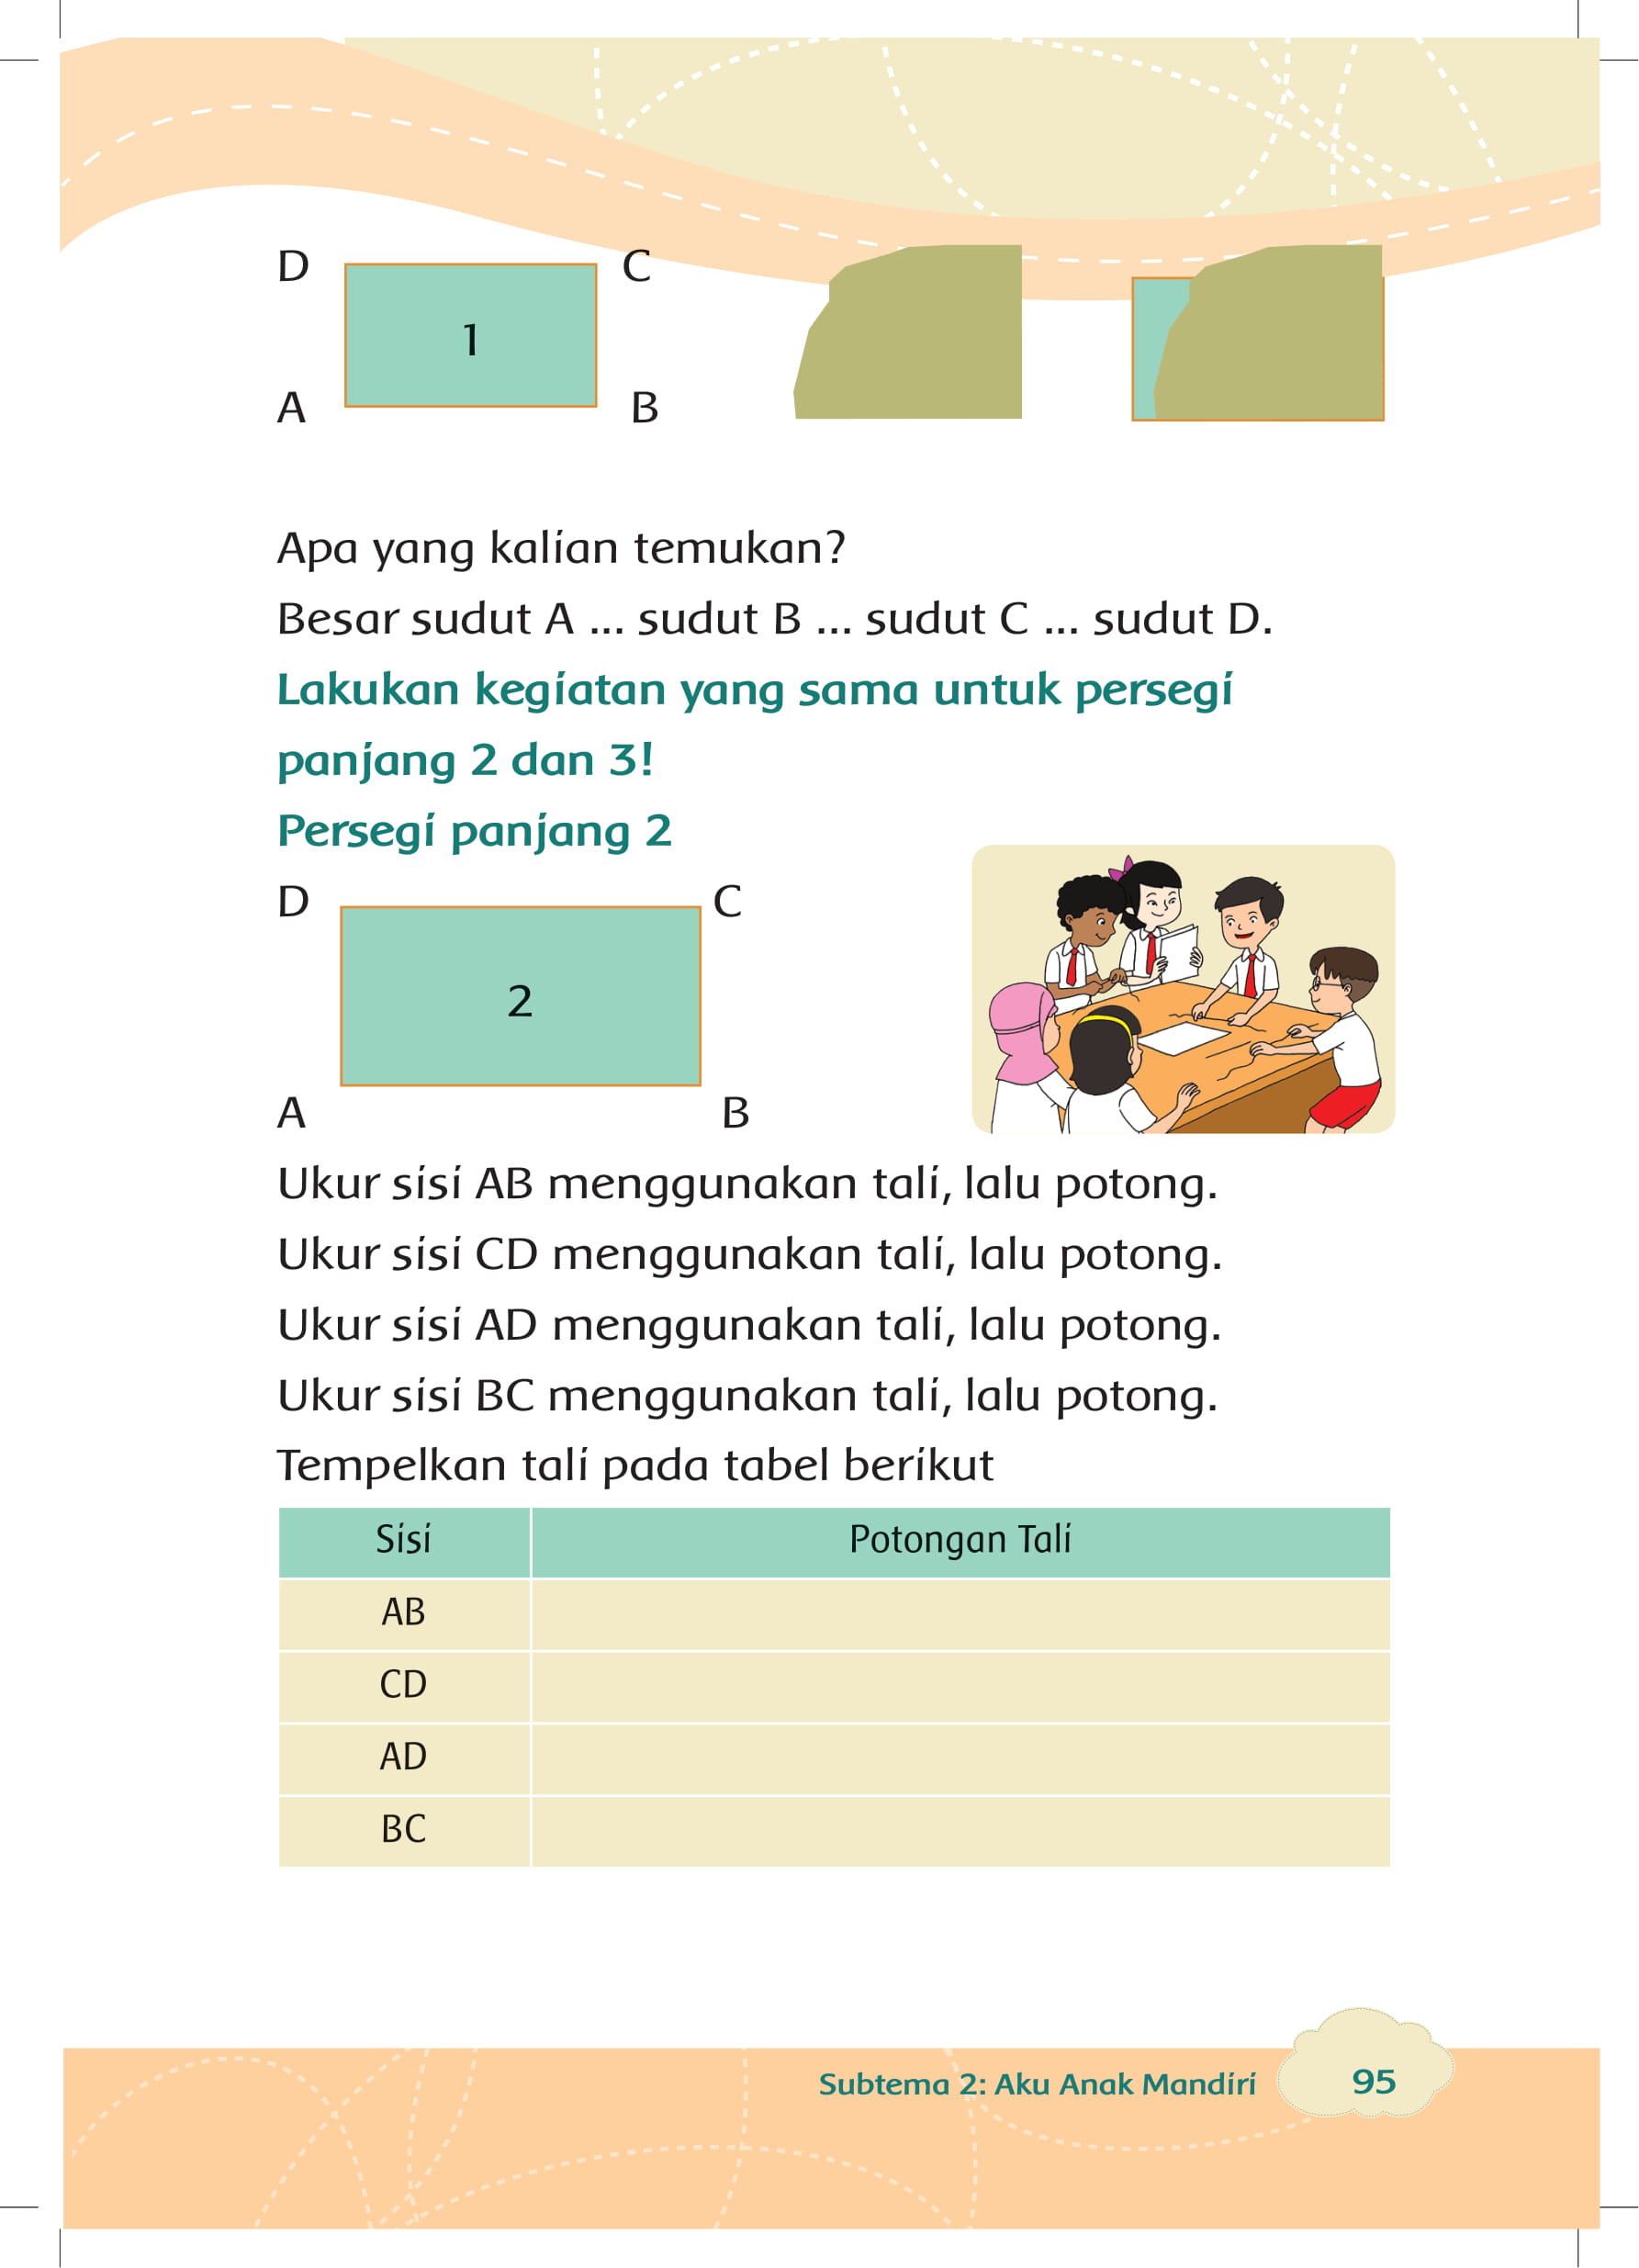 D C
1
A B
Apa yang kalian temukan?
Besar sudut A ... sudut B ... sudut C ... sudut D.
Lakukan kegiatan yang sama untuk persegi
panjang 2 dan 3!
Persegi panjang 2
D C
2
A B
Ukur sisi AB menggunakan tali, lalu potong.
Ukur sisi CD menggunakan tali, lalu potong.
Ukur sisi AD menggunakan tali, lalu potong.
Ukur sisi BC menggunakan tali, lalu potong.
Tempelkan tali pada tabel berikut
Sisi Potongan Tali
AB
CD
AD
BC
Subtema 2: Aku Anak Mandiri 95